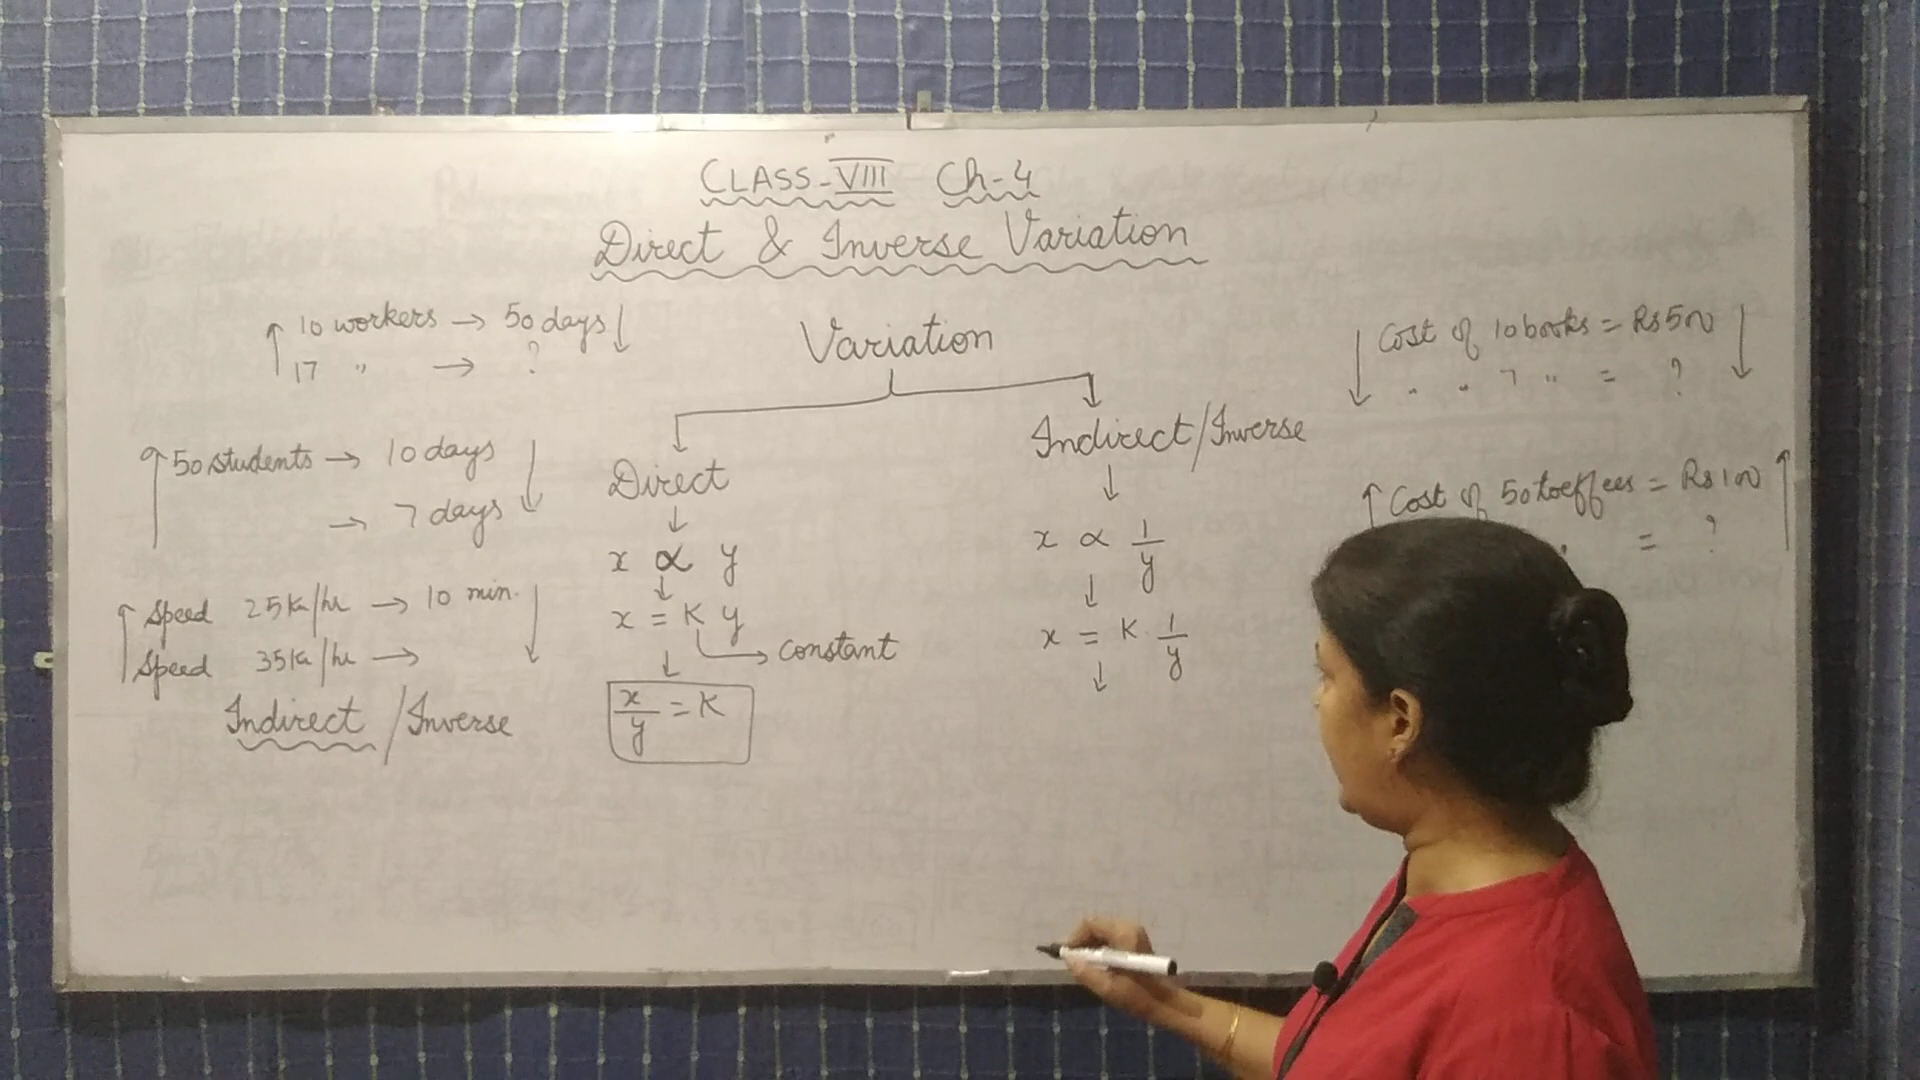 CLASS-VIII Ch-4
Direct & Inverse Variation
10 workers → 50 days
17 " → ?
50 students → 10 days
→ 7 days
Speed 25 Km/hr → 10 min.
Speed 35 Km/hr →
Indirect / Inverse
Variation
Direct
x ∝ y
x = K y
constant
x/y = K
Indirect/Inverse
x ∝ 1/y
x = K · 1/y
Cost of 10 books = Rs 500
" " 7 " = ?
Cost of 50 toeffees = Rs 100
= ?